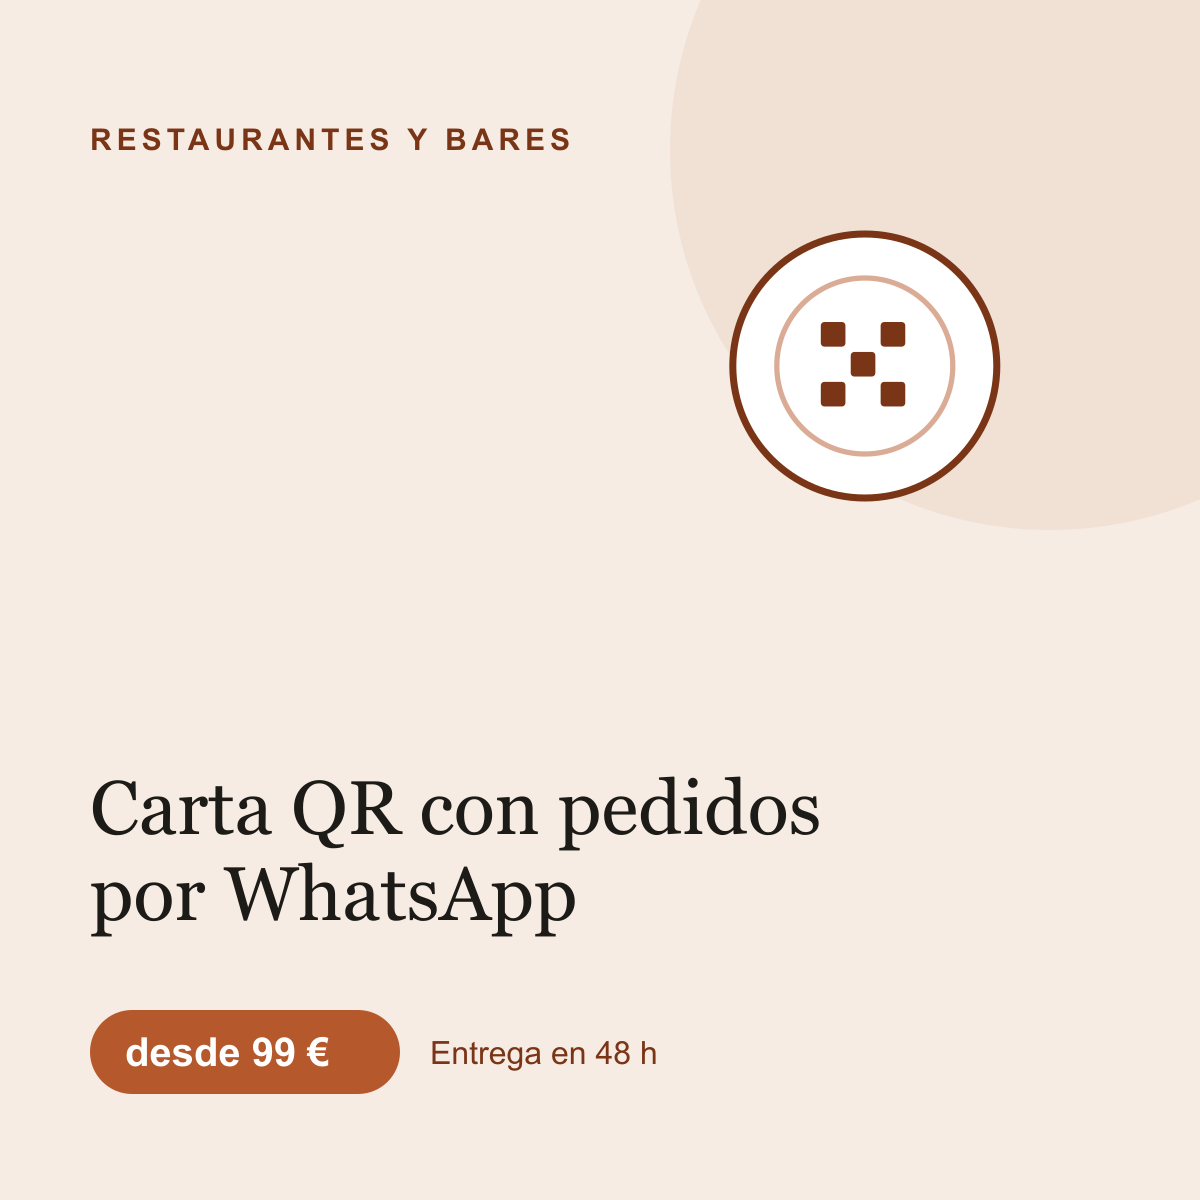 RESTAURANTES Y BARES
Carta QR con pedidos
por WhatsApp
desde 99 €
Entrega en 48 h